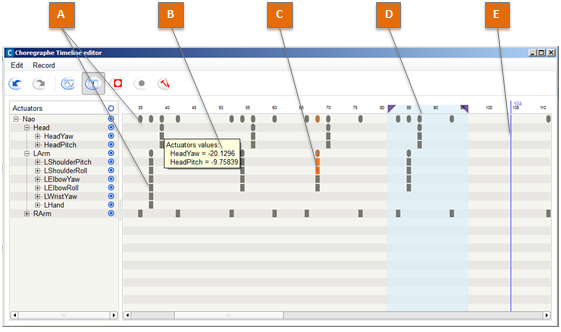 A B C D E
Choregraphe Timeline editor
Edit Record
Actuators 35 40 45 50 55 60 65 70 75 80 85 90 95 100 104 110
Nao
Head
HeadYaw
HeadPitch
Actuators values:
HeadYaw = -20.1296
HeadPitch = -9.75839
LArm
LShoulderPitch
LShoulderRoll
LElbowYaw
LElbowRoll
LWristYaw
LHand
RArm